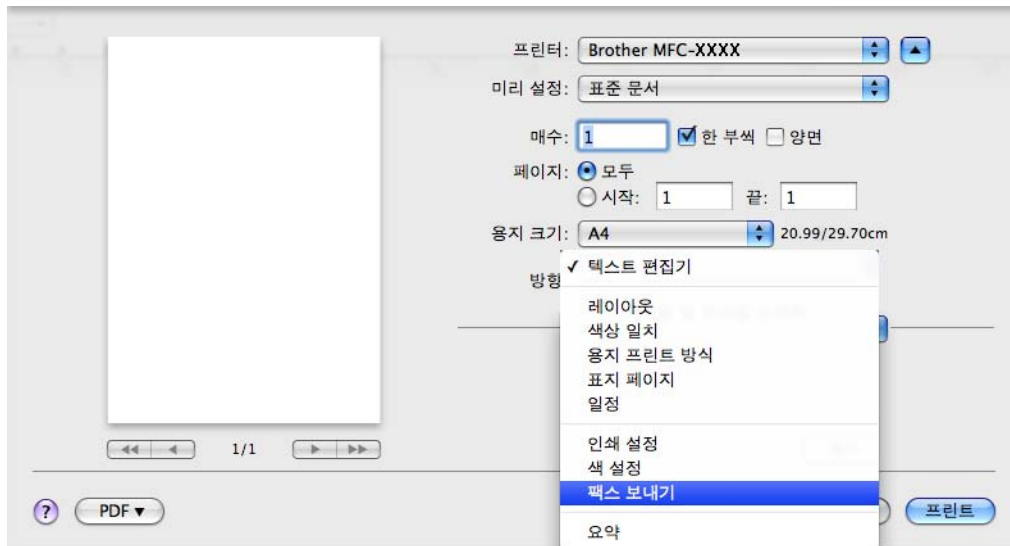 프린터: Brother MFC-XXXX
미리 설정: 표준 문서
매수: 1 한 부씩 양면
페이지: 모두
시작: 1 끝: 1
용지 크기: A4 20.99/29.70cm
방향
✓ 텍스트 편집기
레이아웃
색상 일치
용지 프린트 방식
표지 페이지
일정
인쇄 설정
색 설정
팩스 보내기
요약
1/1
? PDF ▼ 프린트